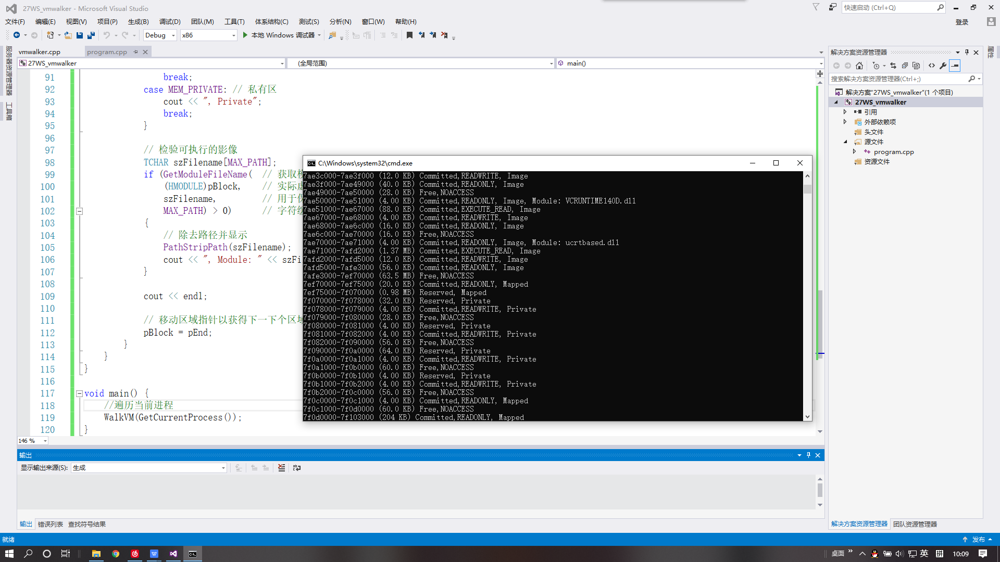 27WS_vmwalker - Microsoft Visual Studio
快速启动 (Ctrl+Q)
文件(F) 编辑(E) 视图(V) 项目(P) 生成(B) 调试(D) 团队(M) 工具(T) 体系结构(C) 测试(S) 分析(N) 窗口(W) 帮助(H)
登录
Debug x86 本地 Windows 调试器
服务器资源管理器
工具箱
vmwalker.cpp program.cpp
27WS_vmwalker (全局范围) main()
91 break;
92 case MEM_PRIVATE: // 私有区
93 cout << ", Private";
94 break;
95 }
96
97 // 检验可执行的影像
98 TCHAR szFilename[MAX_PATH];
99 if (GetModuleFileName( // 获取
100 (HMODULE)pBlock, // 实际
101 szFilename, // 用于
102 MAX_PATH) > 0) // 字符
103 {
104 // 除去路径并显示
105 PathStripPath(szFilename);
106 cout << ", Module: " << szFi
107 }
108
109 cout << endl;
110
111 // 移动区域指针以获得下一下个区
112 pBlock = pEnd;
113 }
114 }
115 }
116
117 void main() {
118 //遍历当前进程
119 WalkVM(GetCurrentProcess());
120 }
146 %
C:\Windows\system32\cmd.exe
7ae3c000-7ae3f000 (12.0 KB) Committed,READWRITE, Image
7ae3f000-7ae49000 (40.0 KB) Committed,READONLY, Image
7ae49000-7ae50000 (28.0 KB) Free,NOACCESS
7ae50000-7ae51000 (4.00 KB) Committed,READONLY, Image, Module: VCRUNTIME140D.dll
7ae51000-7ae67000 (88.0 KB) Committed,EXECUTE_READ, Image
7ae67000-7ae68000 (4.00 KB) Committed,READWRITE, Image
7ae68000-7ae6c000 (16.0 KB) Committed,READONLY, Image
7ae6c000-7ae70000 (16.0 KB) Free,NOACCESS
7ae70000-7ae71000 (4.00 KB) Committed,READONLY, Image, Module: ucrtbased.dll
7ae71000-7afd2000 (1.37 MB) Committed,EXECUTE_READ, Image
7afd2000-7afd5000 (12.0 KB) Committed,READWRITE, Image
7afd5000-7afe3000 (56.0 KB) Committed,READONLY, Image
7afe3000-7ef70000 (63.5 MB) Free,NOACCESS
7ef70000-7ef75000 (20.0 KB) Committed,READONLY, Mapped
7ef75000-7f070000 (0.98 MB) Reserved, Mapped
7f070000-7f078000 (32.0 KB) Reserved, Private
7f078000-7f079000 (4.00 KB) Committed,READWRITE, Private
7f079000-7f080000 (28.0 KB) Free,NOACCESS
7f080000-7f081000 (4.00 KB) Reserved, Private
7f081000-7f082000 (4.00 KB) Committed,READWRITE, Private
7f082000-7f090000 (56.0 KB) Free,NOACCESS
7f090000-7f0a0000 (64.0 KB) Reserved, Private
7f0a0000-7f0a1000 (4.00 KB) Committed,READWRITE, Private
7f0a1000-7f0b0000 (60.0 KB) Free,NOACCESS
7f0b0000-7f0b1000 (4.00 KB) Reserved, Private
7f0b1000-7f0b2000 (4.00 KB) Committed,READWRITE, Private
7f0b2000-7f0c0000 (56.0 KB) Free,NOACCESS
7f0c0000-7f0c1000 (4.00 KB) Committed,READONLY, Mapped
7f0c1000-7f0d0000 (60.0 KB) Free,NOACCESS
7f0d0000-7f103000 (204 KB) Committed,READONLY, Mapped
解决方案资源管理器
搜索解决方案资源管理器(Ctrl+;)
解决方案"27WS_vmwalker"(1 个项目)
27WS_vmwalker
引用
外部依赖项
头文件
源文件
program.cpp
资源文件
属性
输出
显示输出来源(S): 生成
输出 错误列表 查找符号结果
解决方案资源管理器 团队资源管理器
就绪
发布
桌面
英
拼
10:09